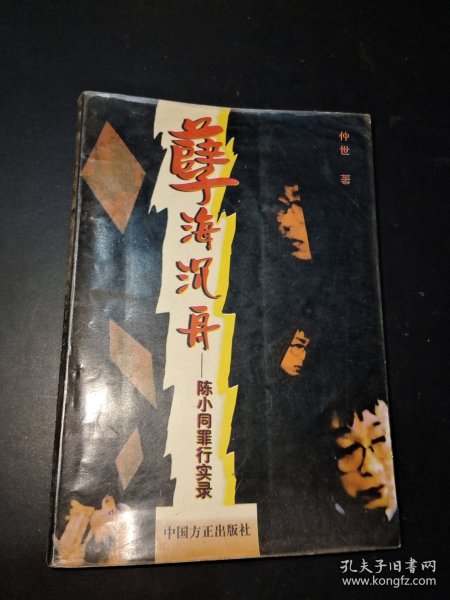 孽海沉舟
——陈小同罪行实录
仲世 著
中国方正出版社
孔夫子旧书网
www.kongfz.com